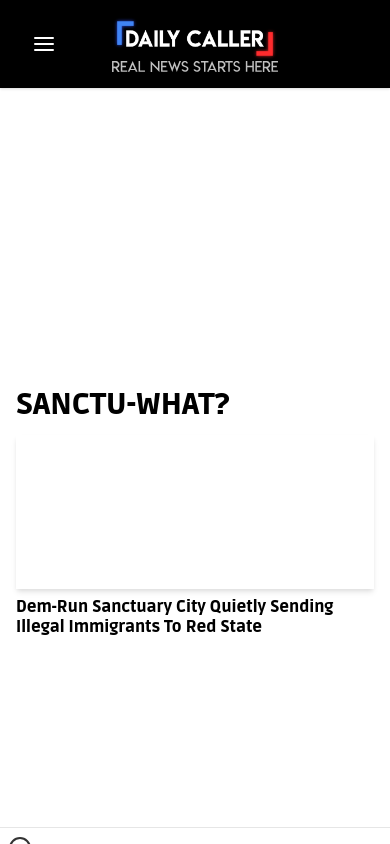 DAILY CALLER
REAL NEWS STARTS HERE
SANCTU-WHAT?
Dem-Run Sanctuary City Quietly Sending
Illegal Immigrants To Red State